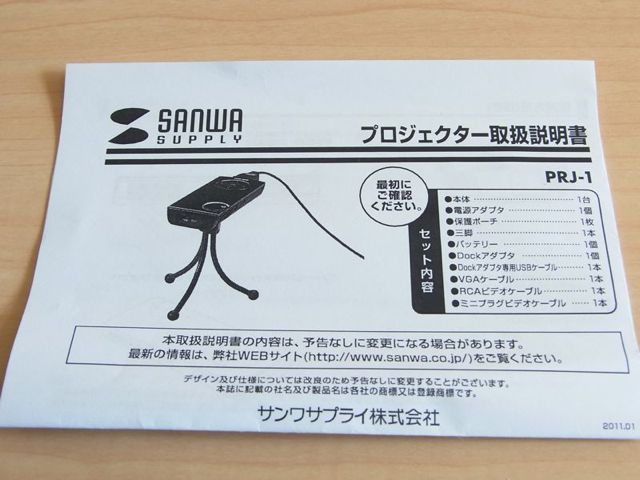 SANWA
SUPPLY
プロジェクター取扱説明書
PRJ-1
最初に
ご確認
ください。
セット内容
●本体 ………… 1台
●電源アダプタ ………… 1個
●保護ポーチ ………… 1枚
●三脚 ………… 1本
●バッテリー ………… 1個
●Dockアダプタ ………… 1個
●Dockアダプタ専用USBケーブル ……… 1本
●VGAケーブル ………… 1本
●RCAビデオケーブル ……… 1本
●ミニプラグビデオケーブル …… 1本
本取扱説明書の内容は、予告なしに変更になる場合があります。
最新の情報は、弊社WEBサイト(http://www.sanwa.co.jp/)をご覧ください。
デザイン及び仕様については改良のため予告なしに変更することがございます。
本誌に記載の社名及び製品名は各社の商標又は登録商標です。
サンワサプライ株式会社
2011.01